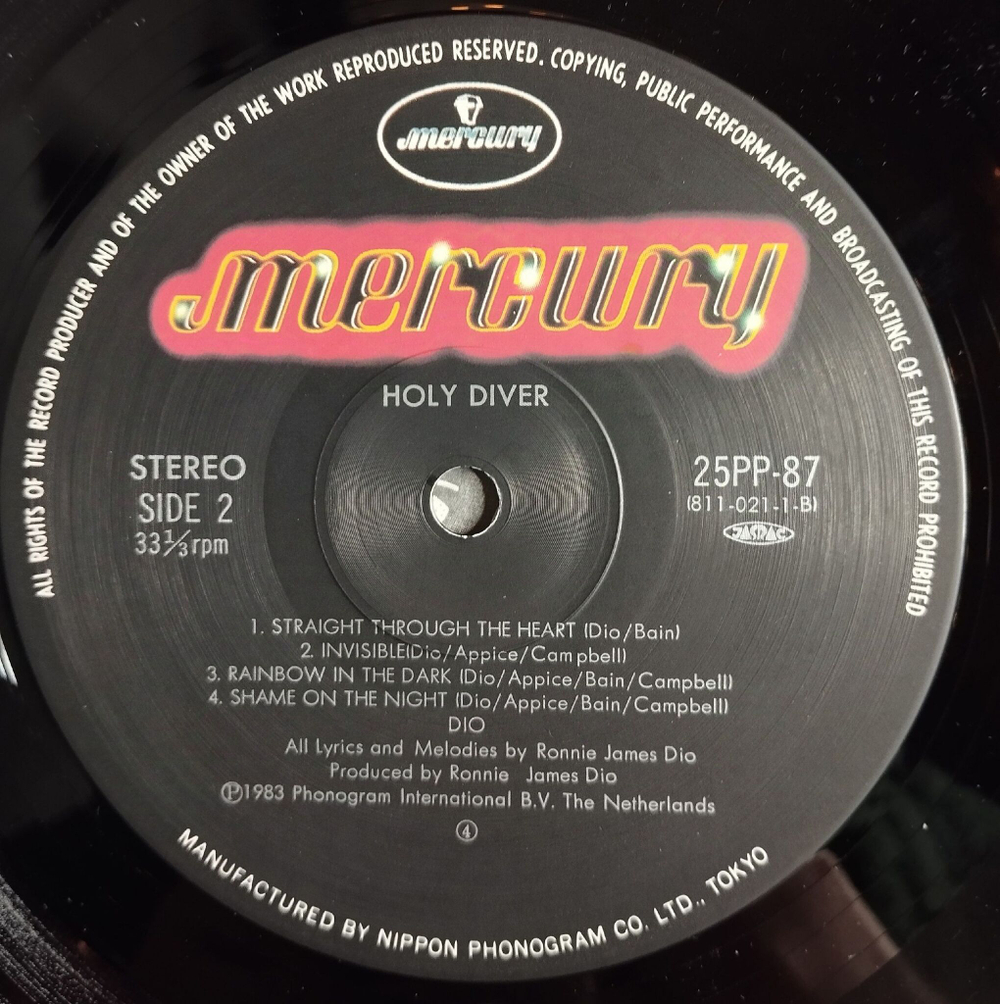 ALL RIGHTS OF THE RECORD PRODUCER AND OF THE OWNER OF THE WORK REPRODUCED RESERVED. COPYING, PUBLIC PERFORMANCE AND BROADCASTING OF THIS RECORD PROHIBITED
mercury
mercury
HOLY DIVER
STEREO
SIDE 2
33⅓rpm
25PP-87
(811-021-1-B)
JASRAC
1. STRAIGHT THROUGH THE HEART (Dio/Bain)
2. INVISIBLE(Dio/Appice/Campbell)
3. RAINBOW IN THE DARK (Dio/Appice/Bain/Campbell)
4. SHAME ON THE NIGHT (Dio/Appice/Bain/Campbell)
DIO
All Lyrics and Melodies by Ronnie James Dio
Produced by Ronnie James Dio
℗1983 Phonogram International B.V. The Netherlands
④
MANUFACTURED BY NIPPON PHONOGRAM CO. LTD., TOKYO